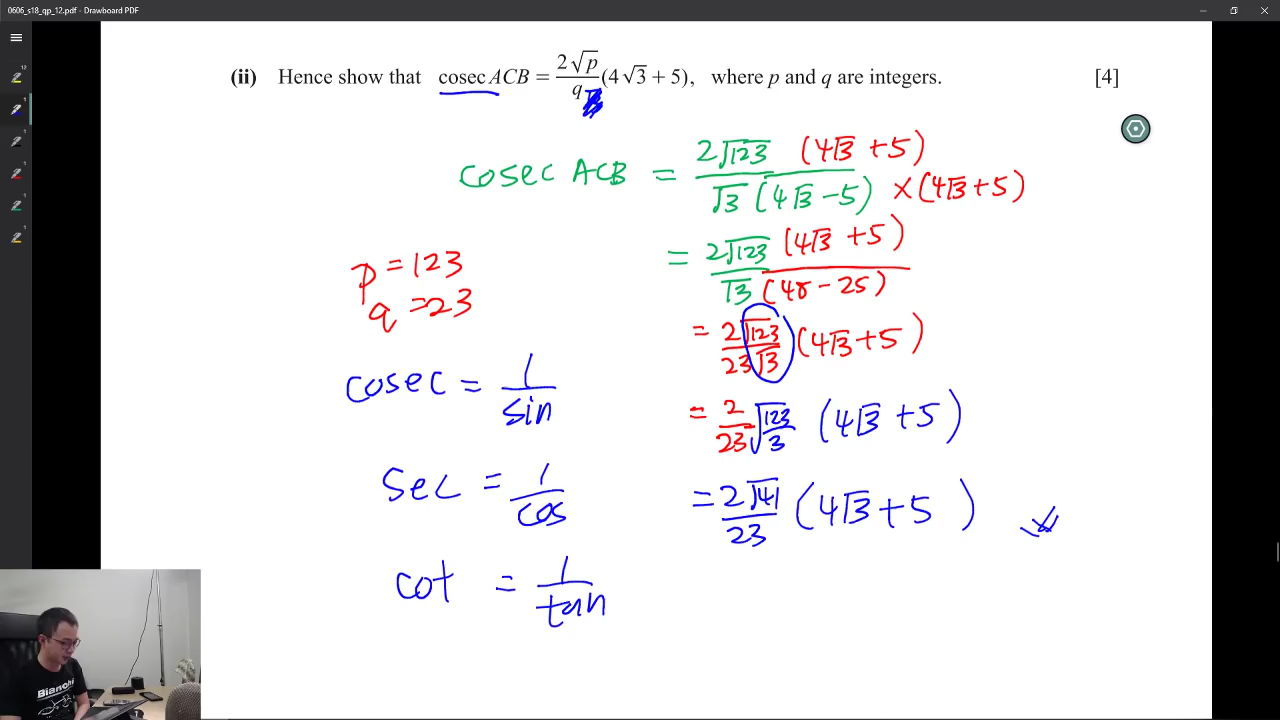 0606_s18_qp_12.pdf - Drawboard PDF
(ii) Hence show that cosec ACB = 2√p/q (4√3 + 5), where p and q are integers. [4]
cosec ACB = 2√123 (4√3 + 5) / √3 (4√3 − 5) × (4√3 + 5)
= 2√123 (4√3 + 5) / √3 (48 − 25)
p = 123
q = 23
= 2√123 / 23√3 (4√3 + 5)
cosec = 1/sin
= 2/23 √123/3 (4√3 + 5)
sec = 1/cos
= 2√41/23 (4√3 + 5)
cot = 1/tan
Bianchi